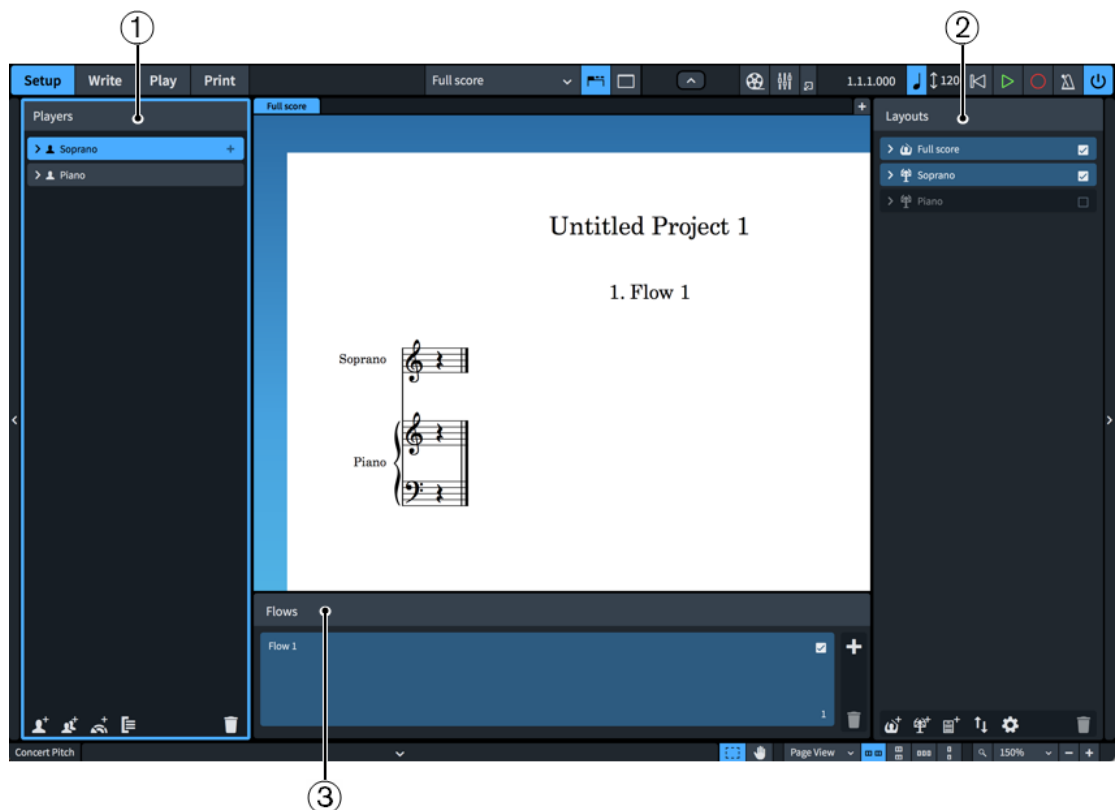 ① ②
Setup Write Play Print Full score 1.1.1.000 120
Players Full score Layouts
Soprano Full score
Piano Soprano
Piano
Untitled Project 1
1. Flow 1
Soprano
Piano
Flows
Flow 1
1
Concert Pitch Page View 150%
③